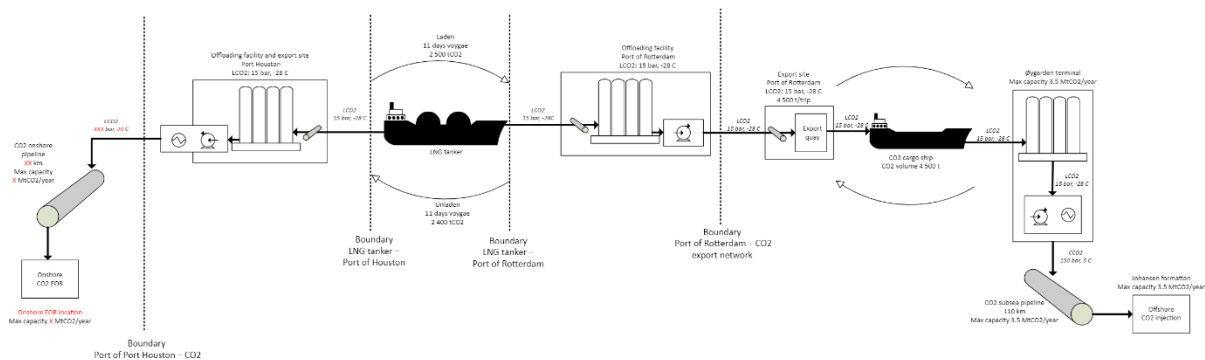 CCO2
XXX bar, 20 C
CO2 onshore
pipeline
XX km
Max capacity
X MtCO2/year
Onshore
CO2 EOR
Onshore EOR location
Max capacity X MtCO2/year
Boundary
Port of Port Houston – CO2
Offloading facility and export site
Port Houston
LCO2: 15 bar, -28 C
LCO2
15 bar, -28 C
Boundary
LNG tanker –
Port of Houston
Laden
11 days voygae
2 500 tCO2
LNG tanker
Unladen
11 days voygae
2 400 tCO2
LCO2
15 bar, -28C
Boundary
LNG tanker –
Port of Rotterdam
Offloading facility
Port of Rotterdam
LCO2: 15 bar, -28 C
LCO2
15 bar, -28 C
Boundary
Port of Rotterdam – CO2
export network
Export site
Port of Rotterdam
LCO2: 15 bar, -28 C
4 500 t/trip
Export
quay
LCO2
15 bar, -28 C
CO2 cargo ship
CO2 volume 4 500 t
LCO2
15 bar, -28 C
Øygarden terminal
Max capacity 3.5 MtCO2/year
LCO2
15 bar, -28 C
CCO2
190 bar, 5 C
CO2 subsea pipeline
110 km
Max capacity 3.5 MtCO2/year
Johansen formation
Max capacity 3.5 MtCO2/year
Offshore
CO2 injection